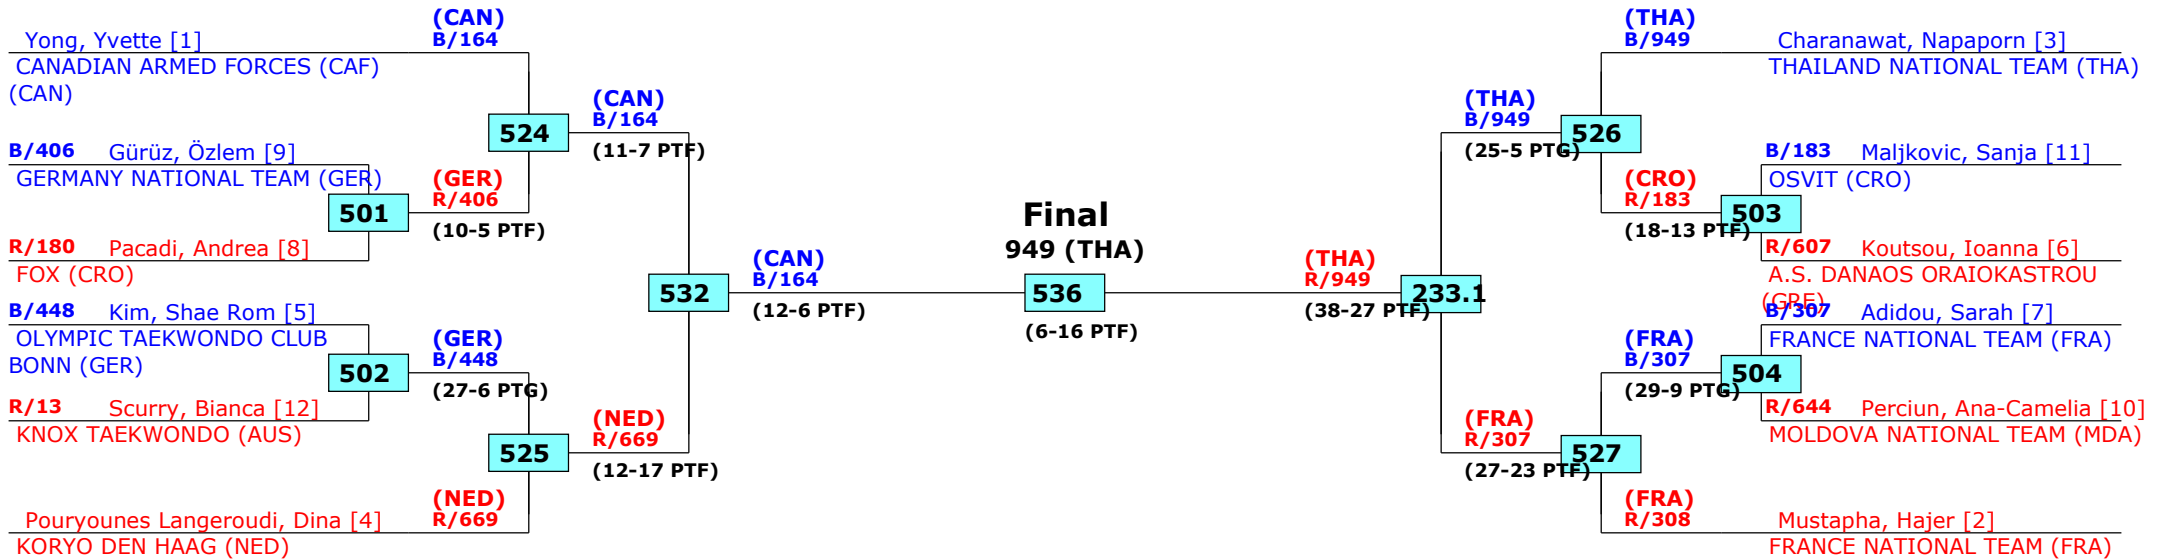 (CAN)
Yong, Yvette [1] B/164
CANADIAN ARMED FORCES (CAF)
(CAN)
(CAN)
B/164
524
(11-7 PTF)
B/406 Gürüz, Özlem [9]
GERMANY NATIONAL TEAM (GER)
(GER)
R/406
501
(10-5 PTF)
R/180 Pacadi, Andrea [8]
FOX (CRO)
(CAN)
B/164
532
(12-6 PTF)
B/448 Kim, Shae Rom [5]
OLYMPIC TAEKWONDO CLUB
BONN (GER)
(GER)
B/448
502
(27-6 PTG)
R/13 Scurry, Bianca [12]
KNOX TAEKWONDO (AUS)
(NED)
R/669
525
(12-17 PTF)
(NED)
Pouryounes Langeroudi, Dina [4] R/669
KORYO DEN HAAG (NED)
Final
949 (THA)
536
(6-16 PTF)
(THA)
B/949 Charanawat, Napaporn [3]
THAILAND NATIONAL TEAM (THA)
(THA)
B/949
526
(25-5 PTG)
B/183 Maljkovic, Sanja [11]
OSVIT (CRO)
(CRO)
R/183
503
(18-13 PTF)
R/607 Koutsou, Ioanna [6]
A.S. DANAOS ORAIOKASTROU
(GRE)
(THA)
R/949
233.1
(38-27 PTF)
B/307 Adidou, Sarah [7]
FRANCE NATIONAL TEAM (FRA)
(FRA)
B/307
504
(29-9 PTG)
R/644 Perciun, Ana-Camelia [10]
MOLDOVA NATIONAL TEAM (MDA)
(FRA)
R/307
527
(27-23 PTF)
(FRA)
R/308 Mustapha, Hajer [2]
FRANCE NATIONAL TEAM (FRA)